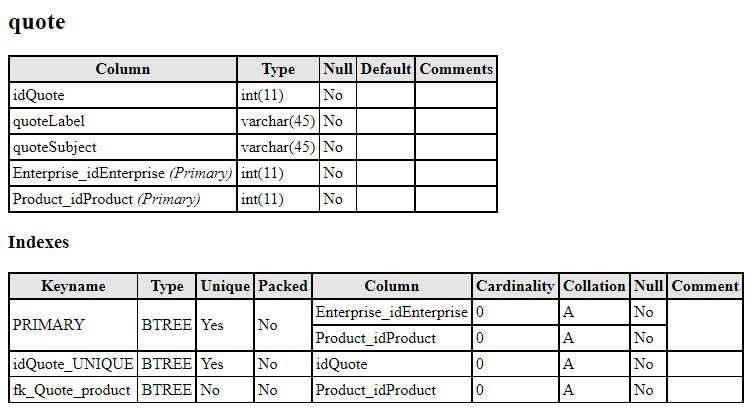 quote
Column Type Null Default Comments
idQuote int(11) No
quoteLabel varchar(45) No
quoteSubject varchar(45) No
Enterprise_idEnterprise (Primary) int(11) No
Product_idProduct (Primary) int(11) No
Indexes
Keyname Type Unique Packed Column Cardinality Collation Null Comment
PRIMARY BTREE Yes No Enterprise_idEnterprise 0 A No
Product_idProduct 0 A No
idQuote_UNIQUE BTREE Yes No idQuote 0 A No
fk_Quote_product BTREE No No Product_idProduct 0 A No